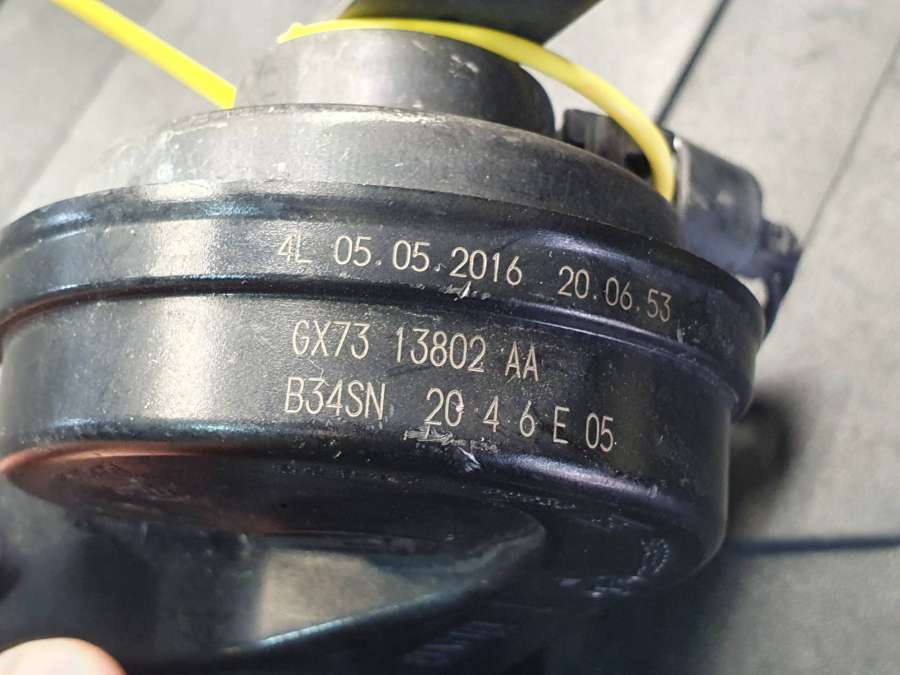 4L 05.05.2016 20.06.53
GX73 13802 AA
B34SN 20 4 6 E 05